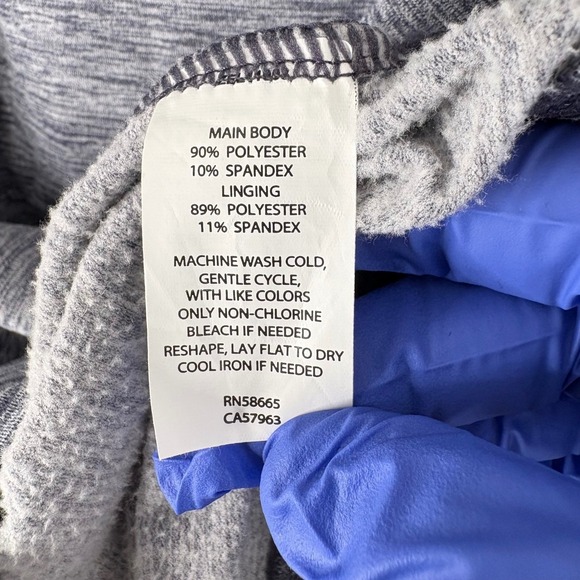 MAIN BODY
90% POLYESTER
10% SPANDEX
LINGING
89% POLYESTER
11% SPANDEX
MACHINE WASH COLD,
GENTLE CYCLE,
WITH LIKE COLORS
ONLY NON-CHLORINE
BLEACH IF NEEDED
RESHAPE, LAY FLAT TO DRY
COOL IRON IF NEEDED
RN58665
CA57963